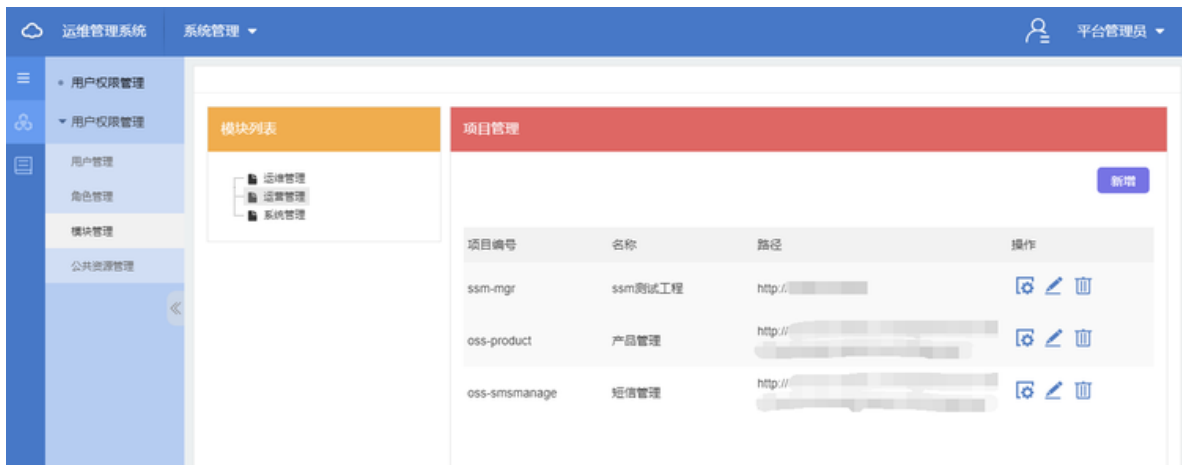 运维管理系统 系统管理 平台管理员
用户权限管理
用户权限管理
用户管理
角色管理
模块管理
公共资源管理
模块列表
运维管理
运营管理
系统管理
项目管理
新增
项目编号 名称 路径 操作
ssm-mgr ssm测试工程 http:/
oss-product 产品管理 http://
oss-smsmanage 短信管理 http://